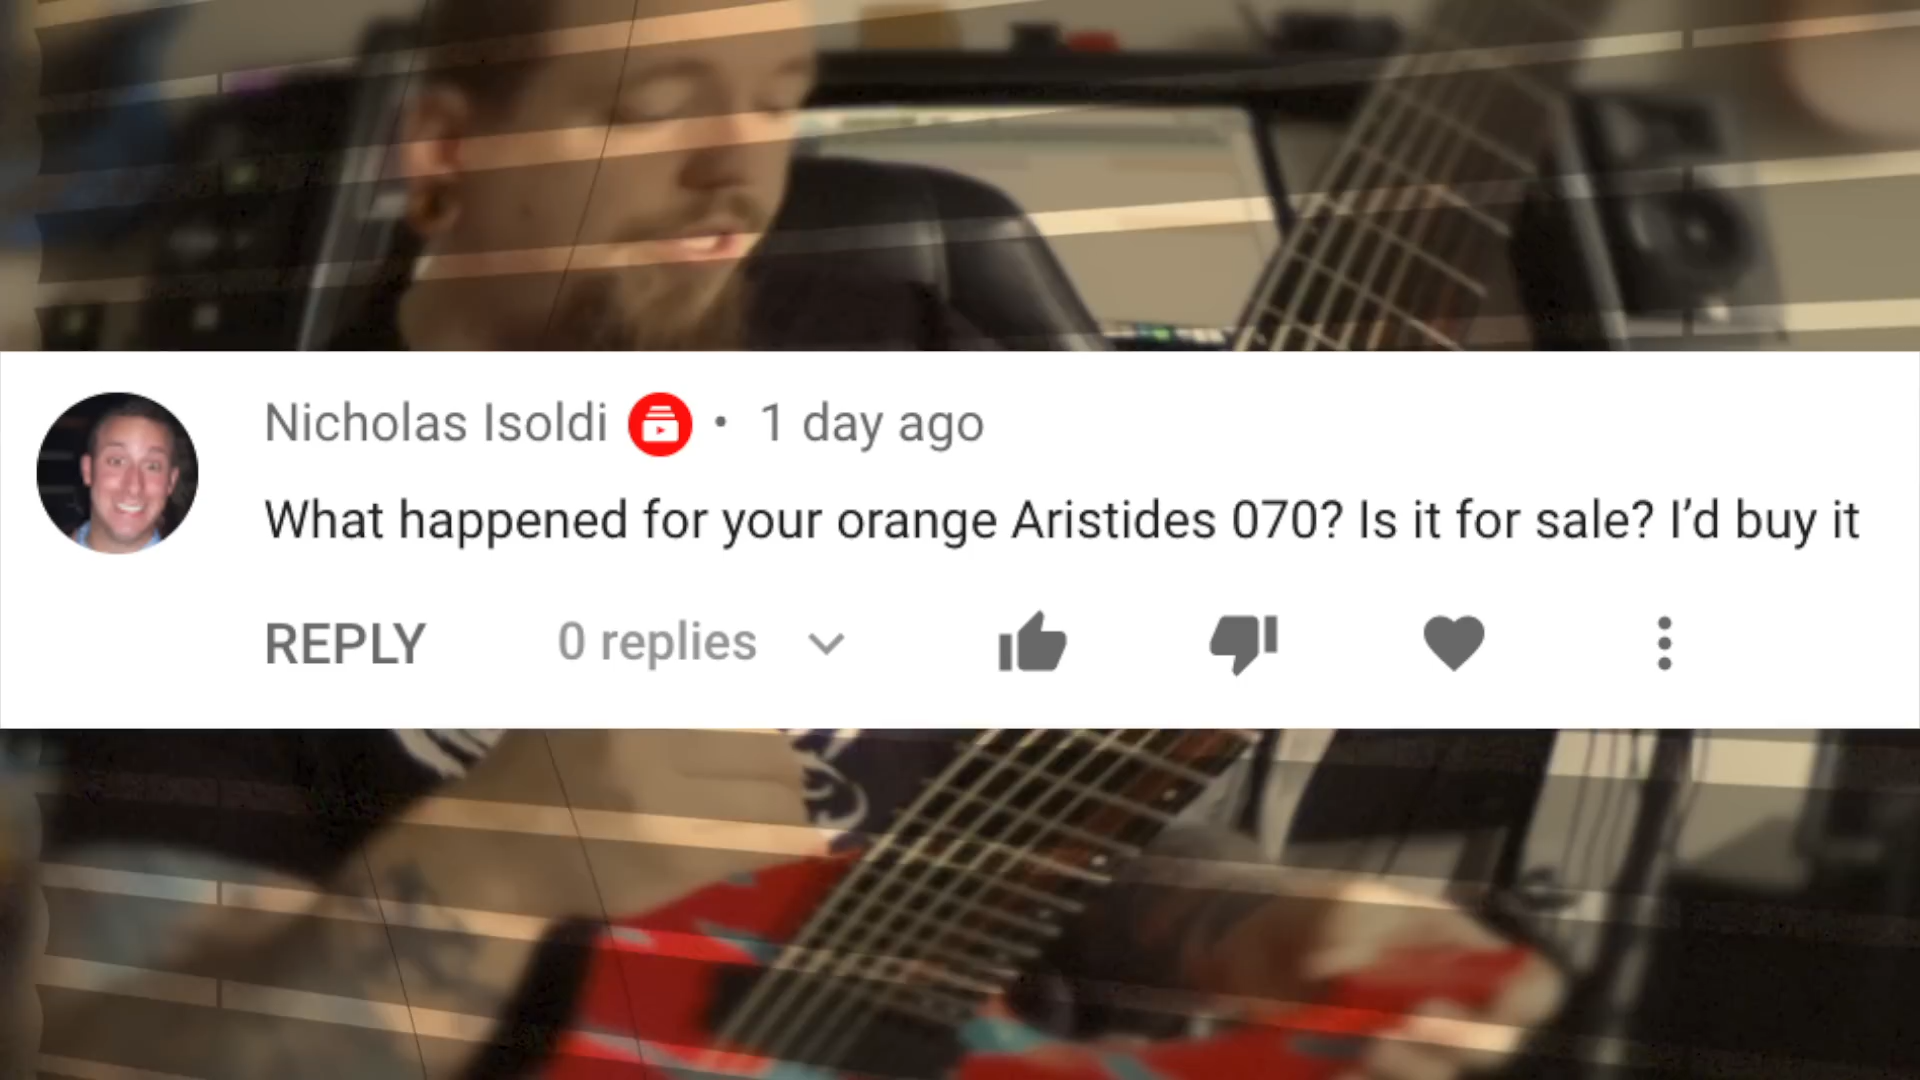 Nicholas Isoldi • 1 day ago
What happened for your orange Aristides 070? Is it for sale? I’d buy it
REPLY 0 replies